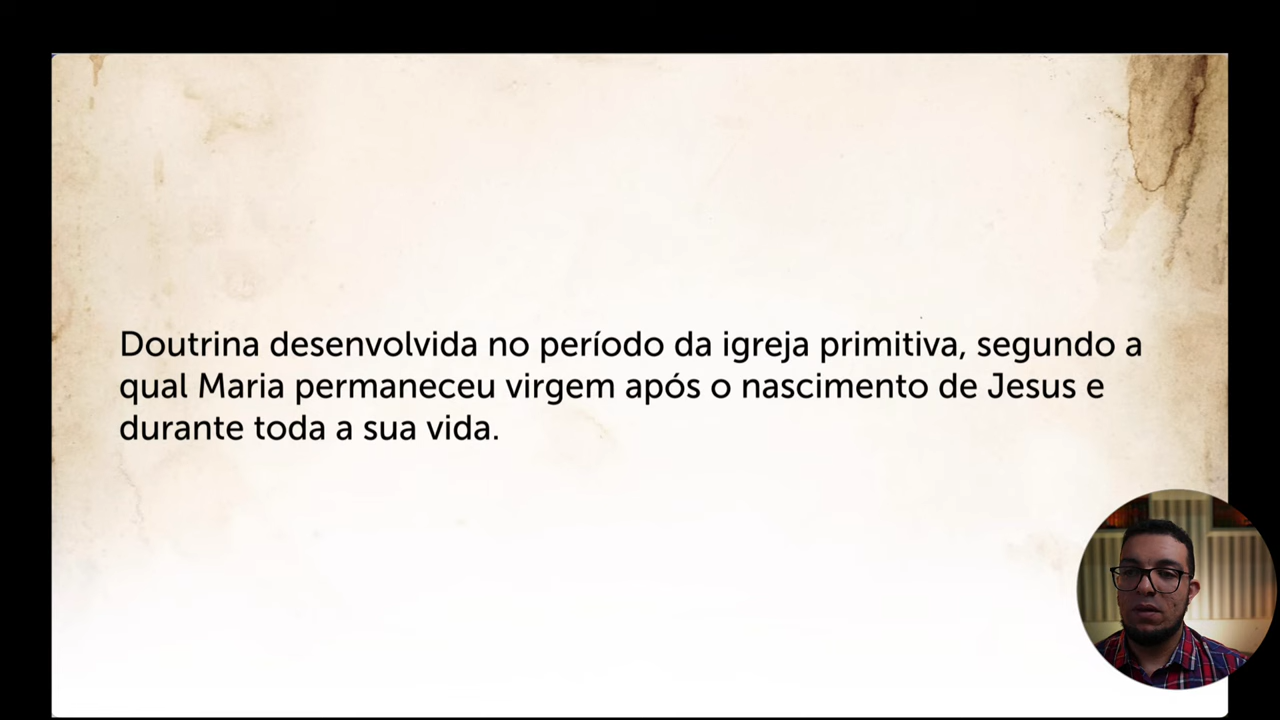 Doutrina desenvolvida no período da igreja primitiva, segundo a
qual Maria permaneceu virgem após o nascimento de Jesus e
durante toda a sua vida.